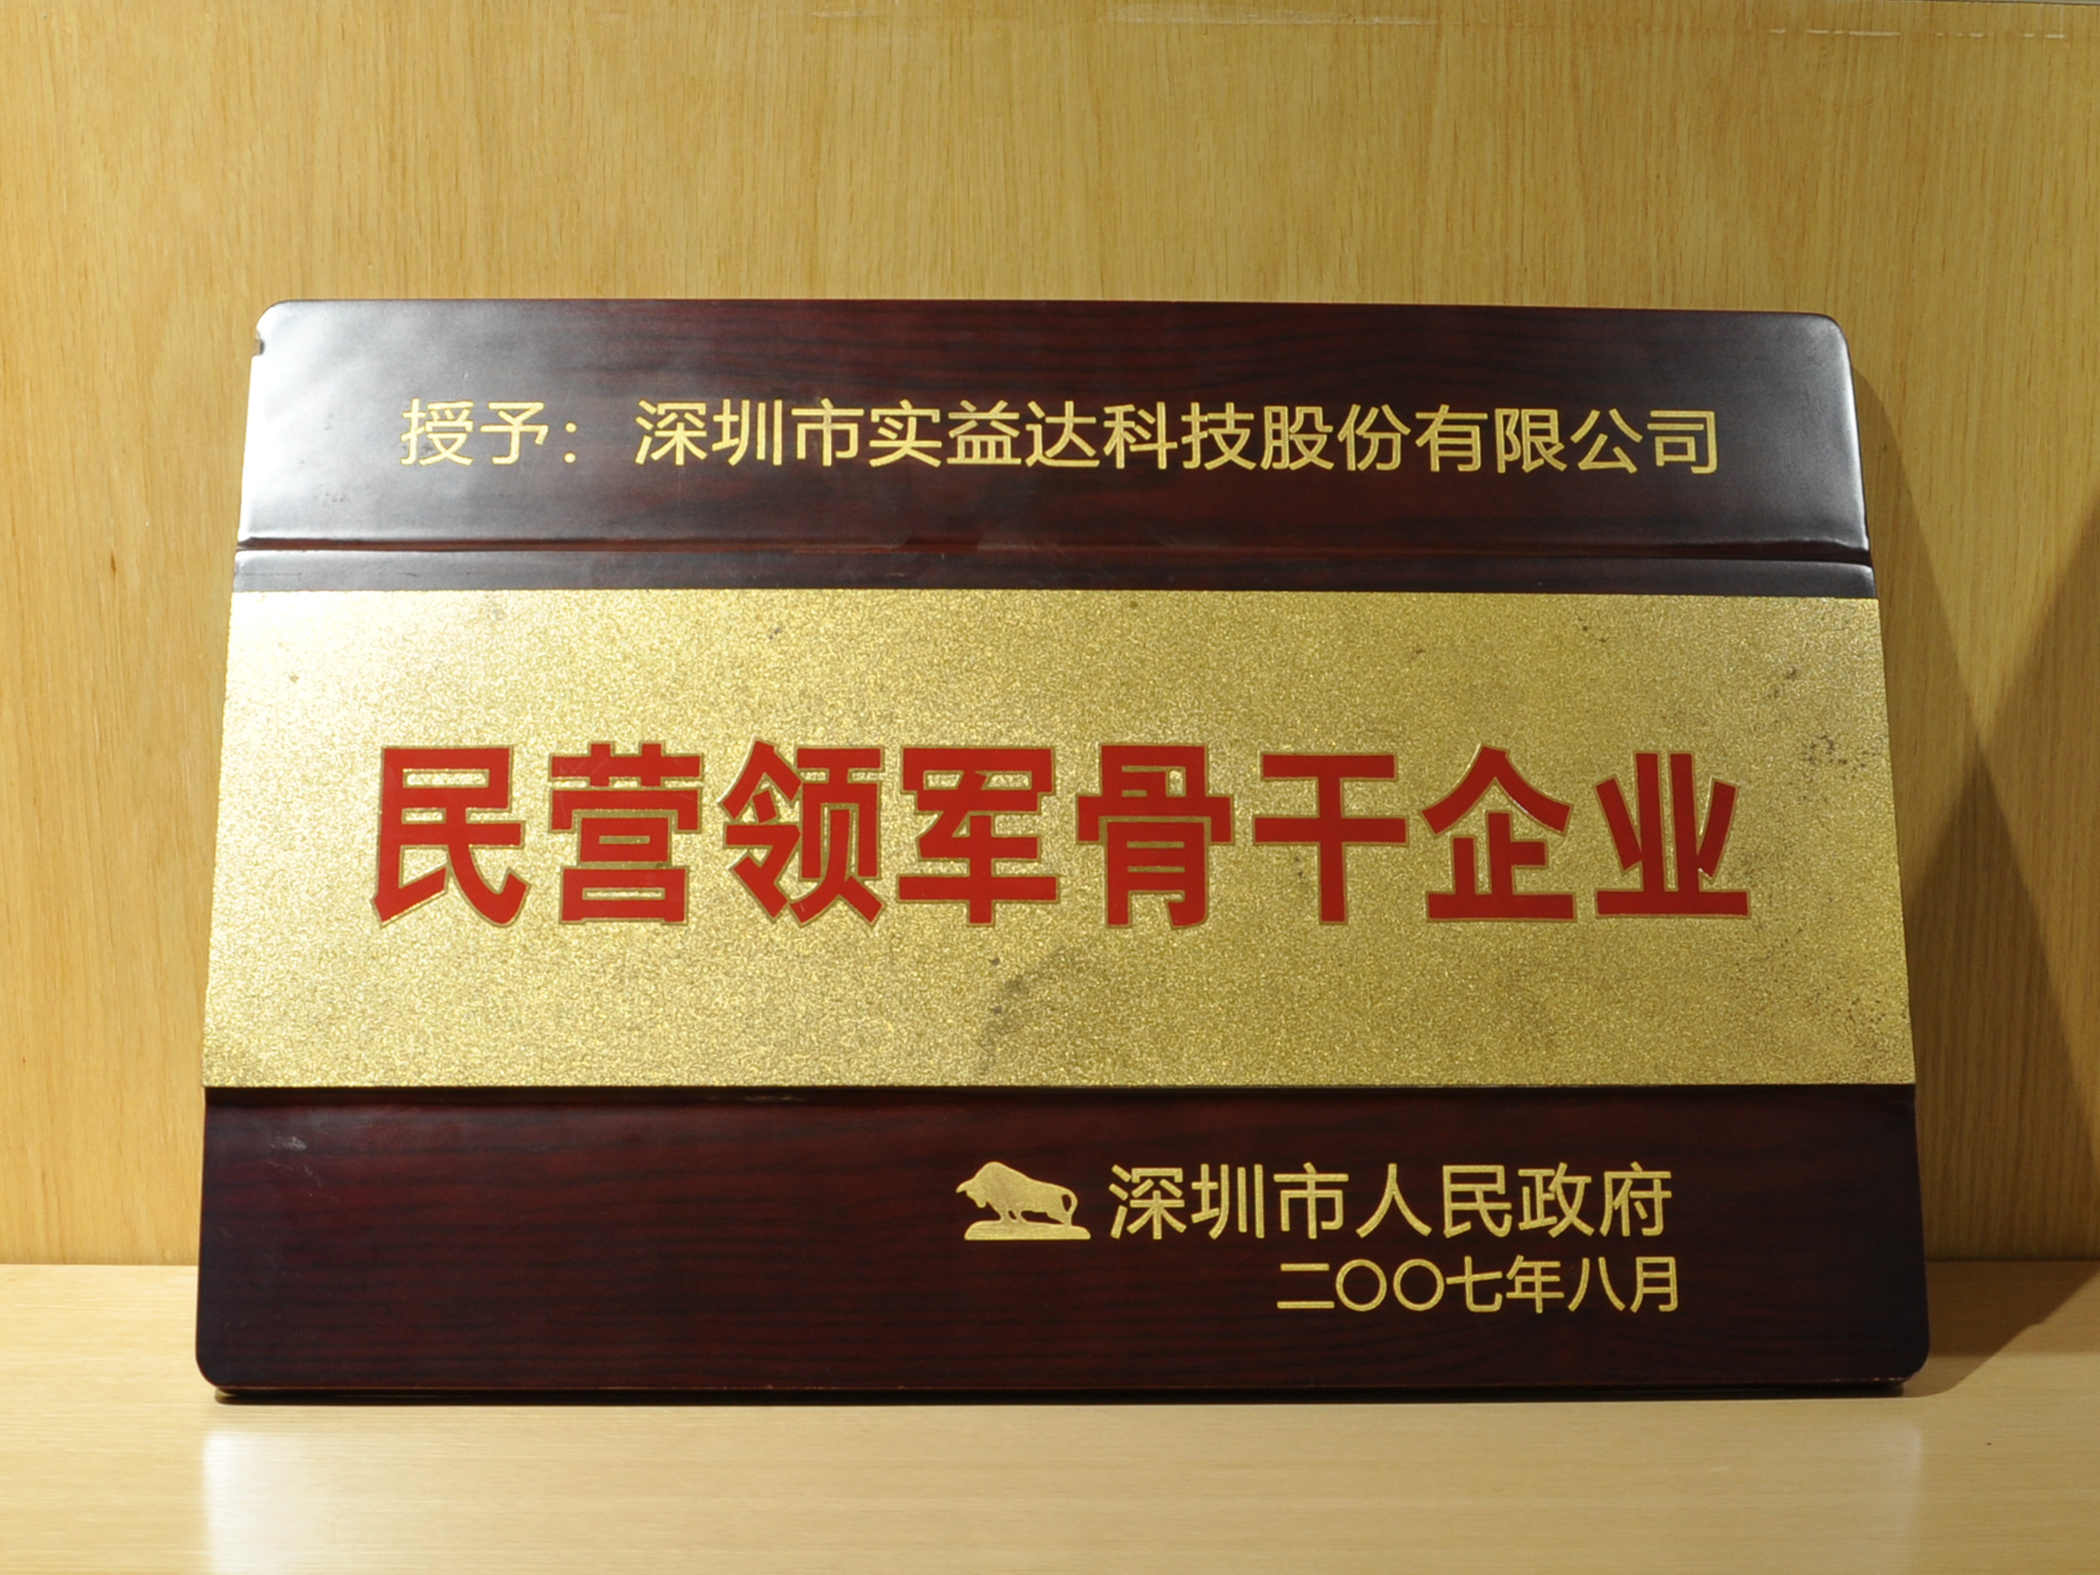 授予：深圳市实益达科技股份有限公司
民营领军骨干企业
深圳市人民政府
二〇〇七年八月